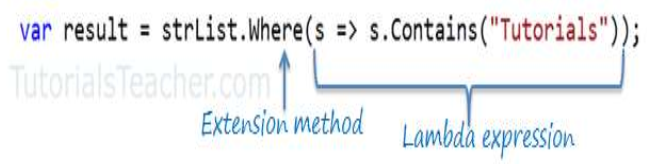 var result = strList.Where(s => s.Contains("Tutorials"));
TutorialsTeacher.com
Extension method
Lambda expression